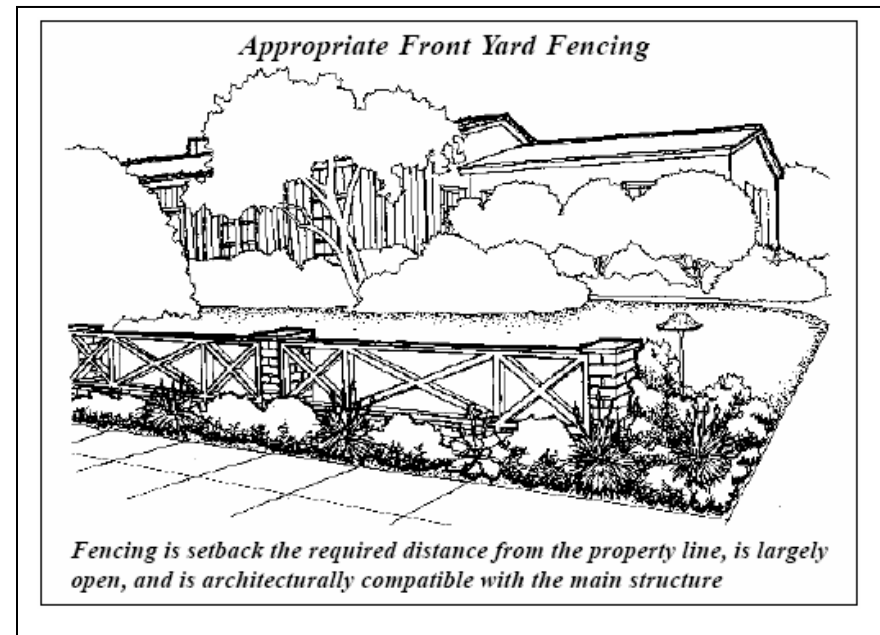 Appropriate Front Yard Fencing
Fencing is setback the required distance from the property line, is largely
open, and is architecturally compatible with the main structure